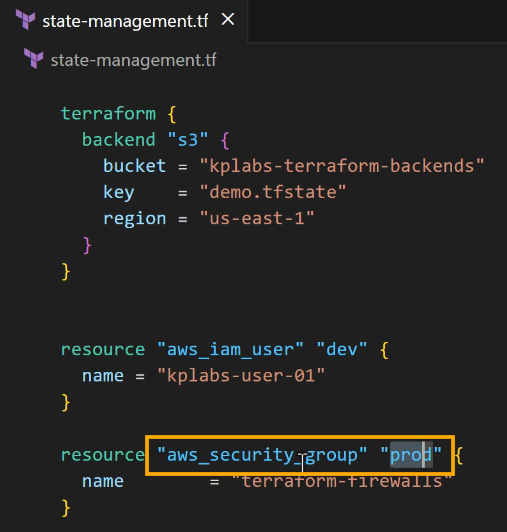 state-management.tf
state-management.tf
terraform {
backend "s3" {
bucket = "kplabs-terraform-backends"
key = "demo.tfstate"
region = "us-east-1"
}
}
resource "aws_iam_user" "dev" {
name = "kplabs-user-01"
}
resource "aws_security_group" "prod" {
name = "terraform-firewalls"
}